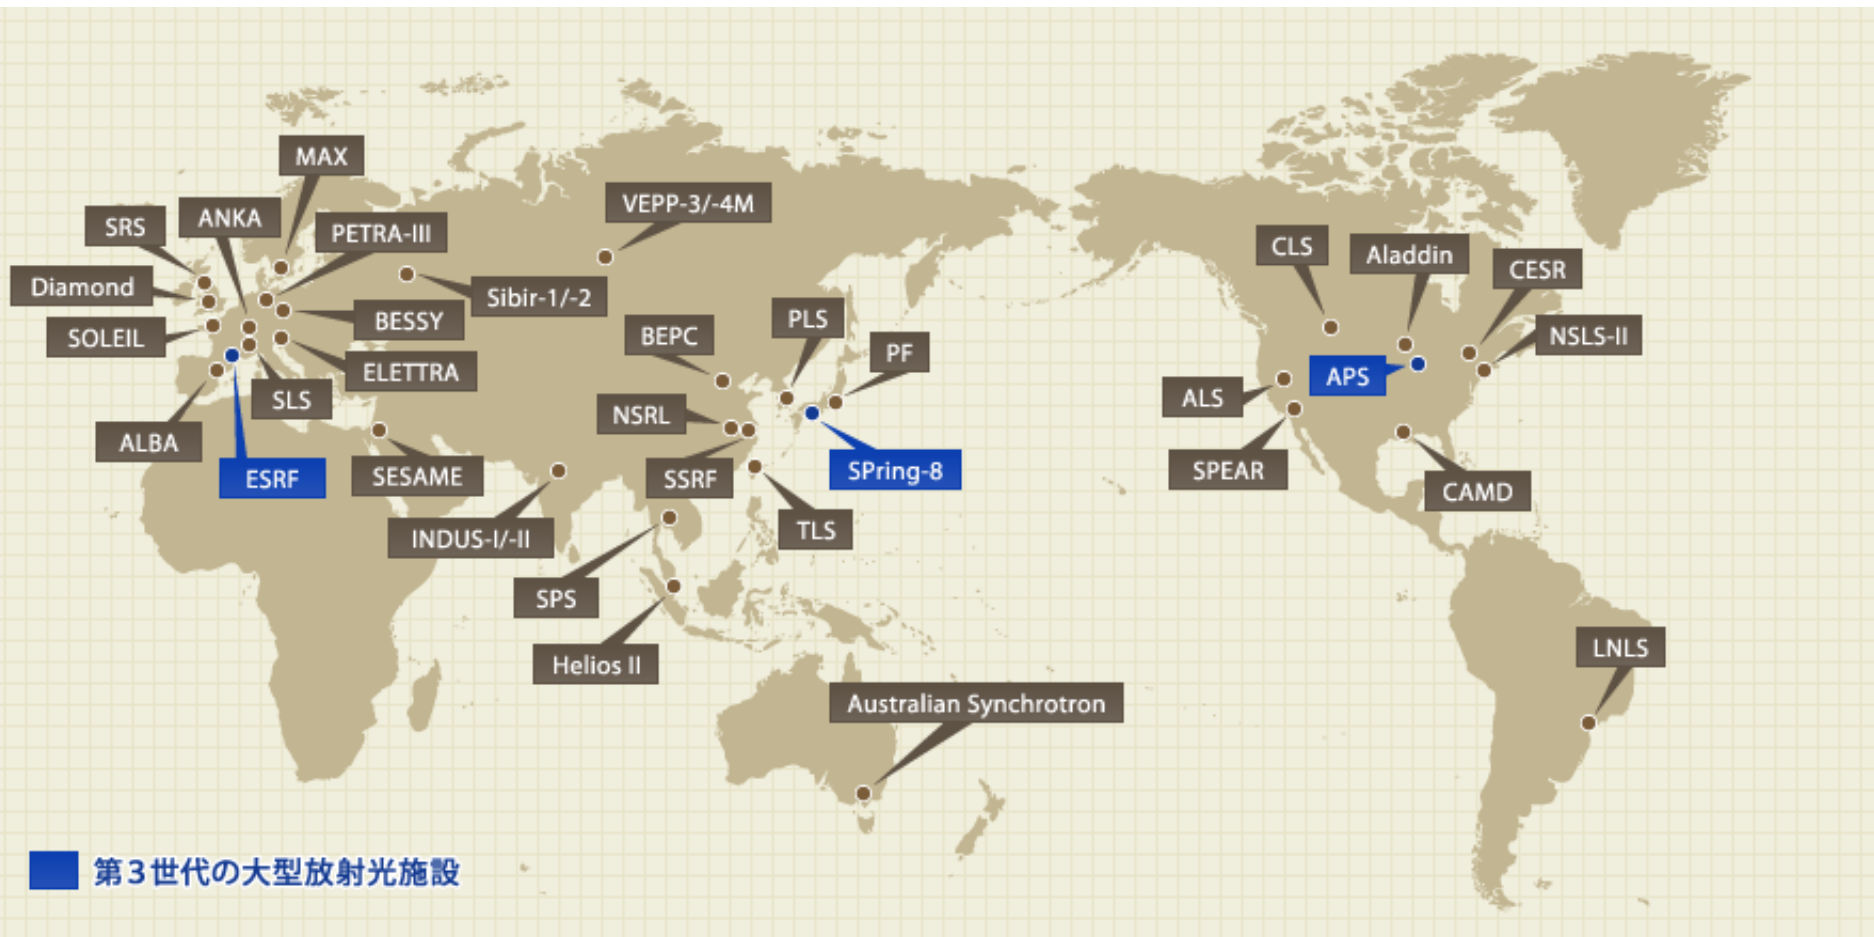 MAX
VEPP-3/-4M
SRS
ANKA
PETRA-III
CLS
Aladdin
CESR
Diamond
Sibir-1/-2
SOLEIL
BESSY
BEPC
PLS
PF
NSLS-II
ELETTRA
APS
SLS
ALS
NSRL
ALBA
ESRF
SESAME
SSRF
SPring-8
SPEAR
CAMD
INDUS-I/-II
TLS
SPS
Helios II
LNLS
Australian Synchrotron
第3世代の大型放射光施設